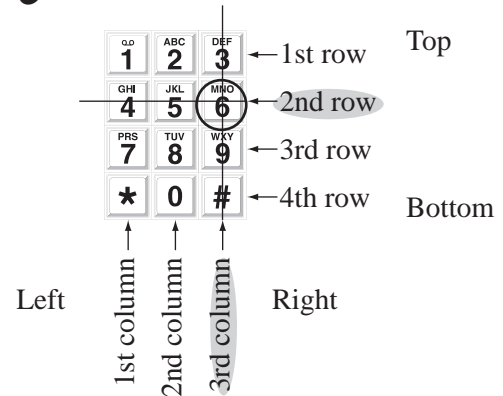 ABC DEF
1 2 3 1st row Top
GHI JKL MNO
4 5 6 2nd row
PRS TUV WXY
7 8 9 3rd row
* 0 # 4th row Bottom
Left 1st column 2nd column 3rd column Right